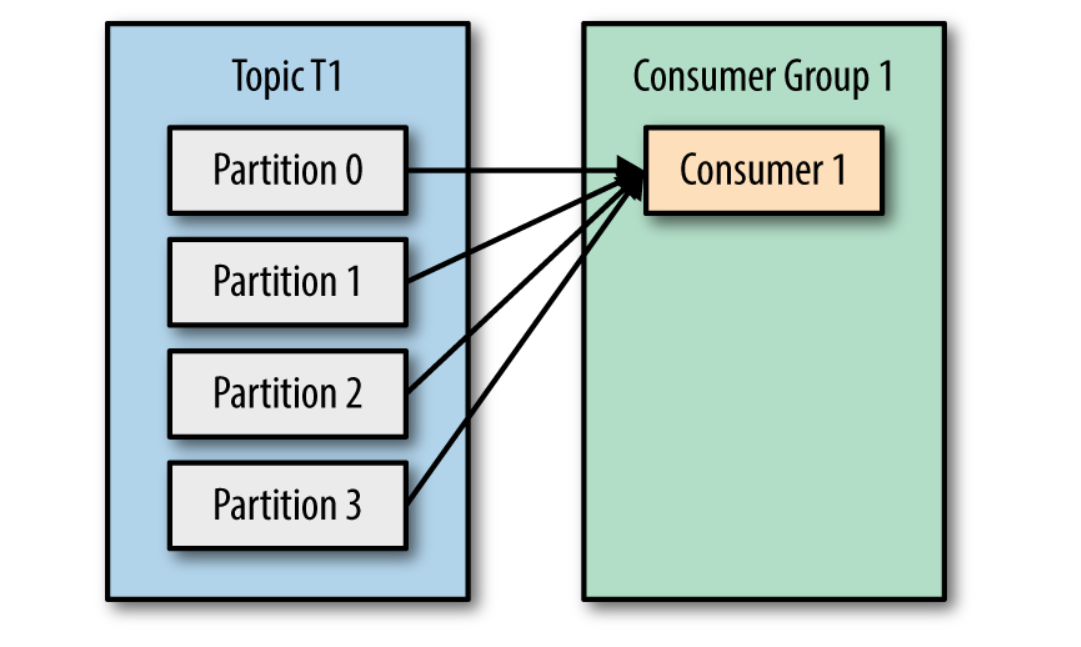 Topic T1
Partition 0
Partition 1
Partition 2
Partition 3
Consumer Group 1
Consumer 1